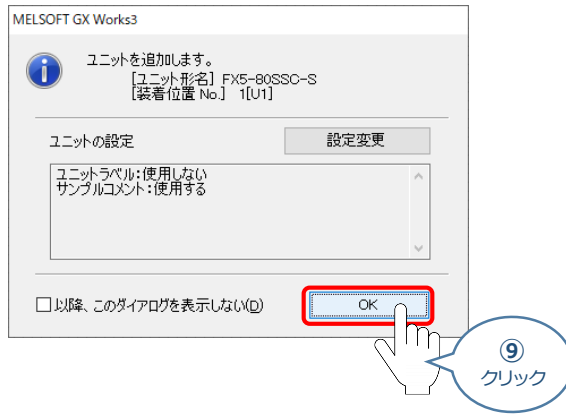 MELSOFT GX Works3
ユニットを追加します。
[ユニット形名] FX5-80SSC-S
[装着位置 No.] 1[U1]
ユニットの設定
設定変更
ユニットラベル:使用しない
サンプルコメント:使用する
以降、このダイアログを表示しない(D)
OK
⑨
クリック